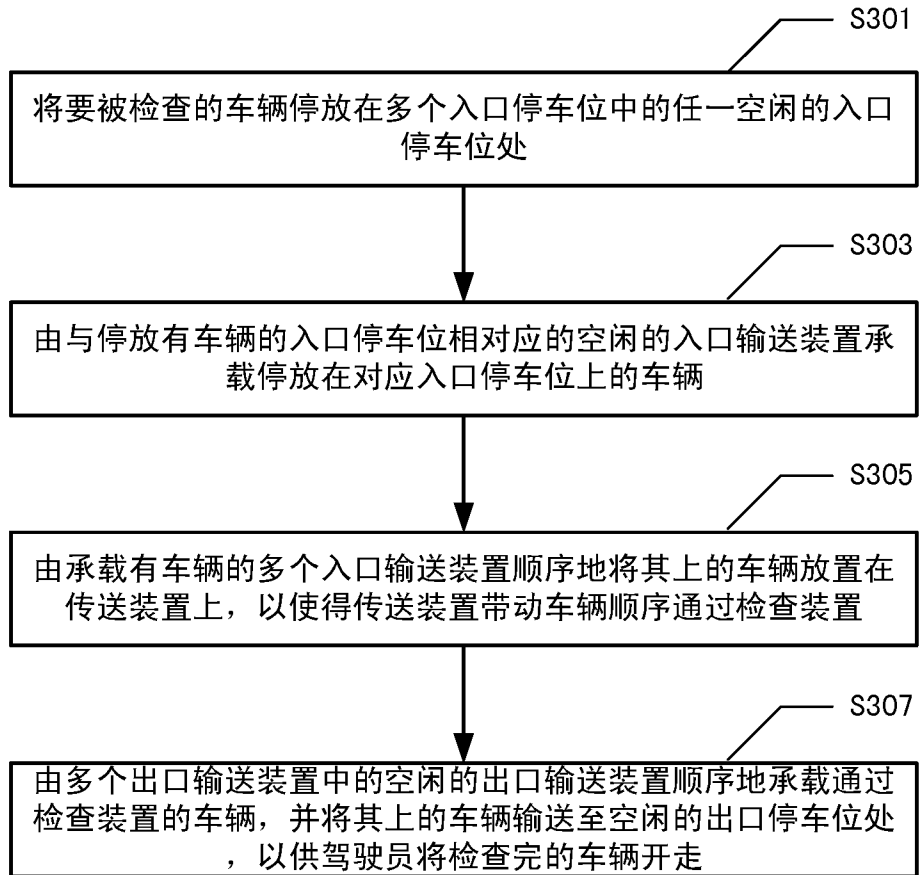 S301
将要被检查的车辆停放在多个入口停车位中的任一空闲的入口
停车位处
S303
由与停放有车辆的入口停车位相对应的空闲的入口输送装置承
载停放在对应入口停车位上的车辆
S305
由承载有车辆的多个入口输送装置顺序地将其上的车辆放置在
传送装置上，以使得传送装置带动车辆顺序通过检查装置
S307
由多个出口输送装置中的空闲的出口输送装置顺序地承载通过
检查装置的车辆，并将其上的车辆输送至空闲的出口停车位处
，以供驾驶员将检查完的车辆开走